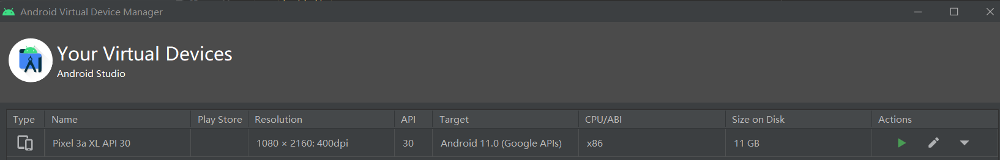 Android Virtual Device Manager
Your Virtual Devices
Android Studio
Type Name Play Store Resolution API Target CPU/ABI Size on Disk Actions
Pixel 3a XL API 30 1080 × 2160: 400dpi 30 Android 11.0 (Google APIs) x86 11 GB